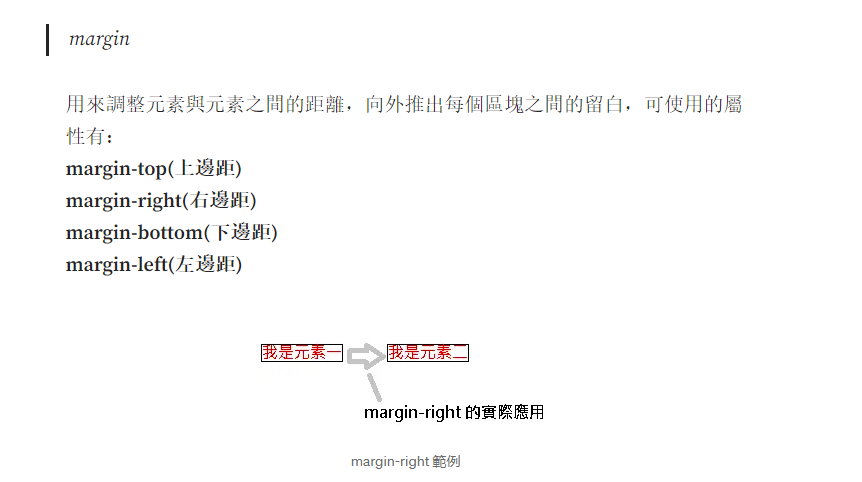 margin
用來調整元素與元素之間的距離，向外推出每個區塊之間的留白，可使用的屬
性有：
margin-top(上邊距)
margin-right(右邊距)
margin-bottom(下邊距)
margin-left(左邊距)
我是元素一 我是元素二
margin-right 的實際應用
margin-right 範例